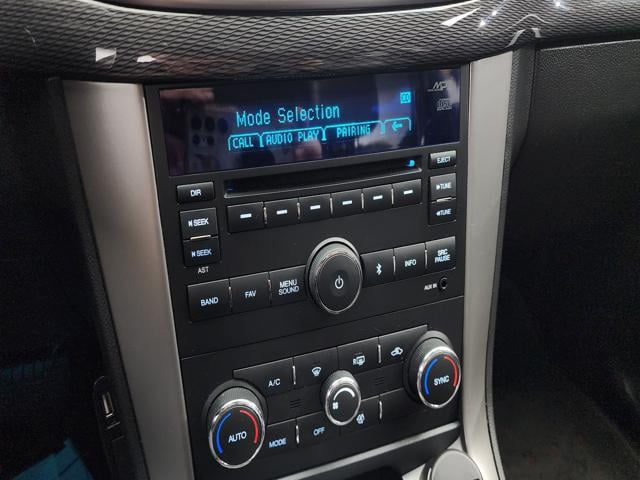 Mode Selection
CALL AUDIO PLAY PAIRING
MP3
DIR
EJECT
SEEK
TUNE
SEEK
TUNE
AST
BAND FAV MENU SOUND INFO SRC PAUSE
AUX IN
A/C R
AUTO MODE OFF SYNC